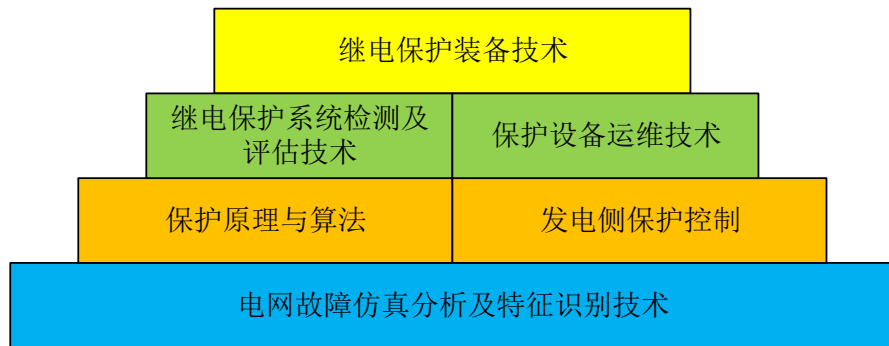 继电保护装备技术
继电保护系统检测及
评估技术
保护设备运维技术
保护原理与算法
发电侧保护控制
电网故障仿真分析及特征识别技术